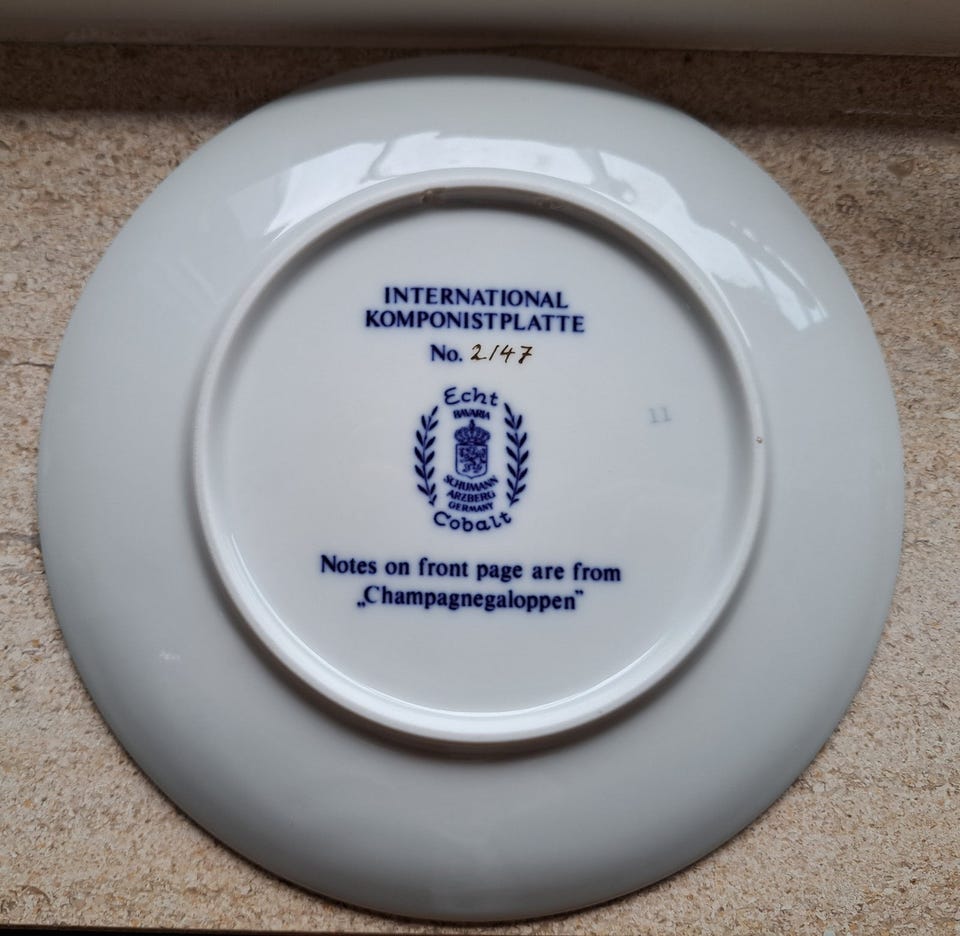 INTERNATIONAL
KOMPONISTPLATTE
No. 2147
Echt
BAVARIA
SCHUMANN
ARZBERG
GERMANY
Cobalt
11
Notes on front page are from
„Champagnegaloppen”